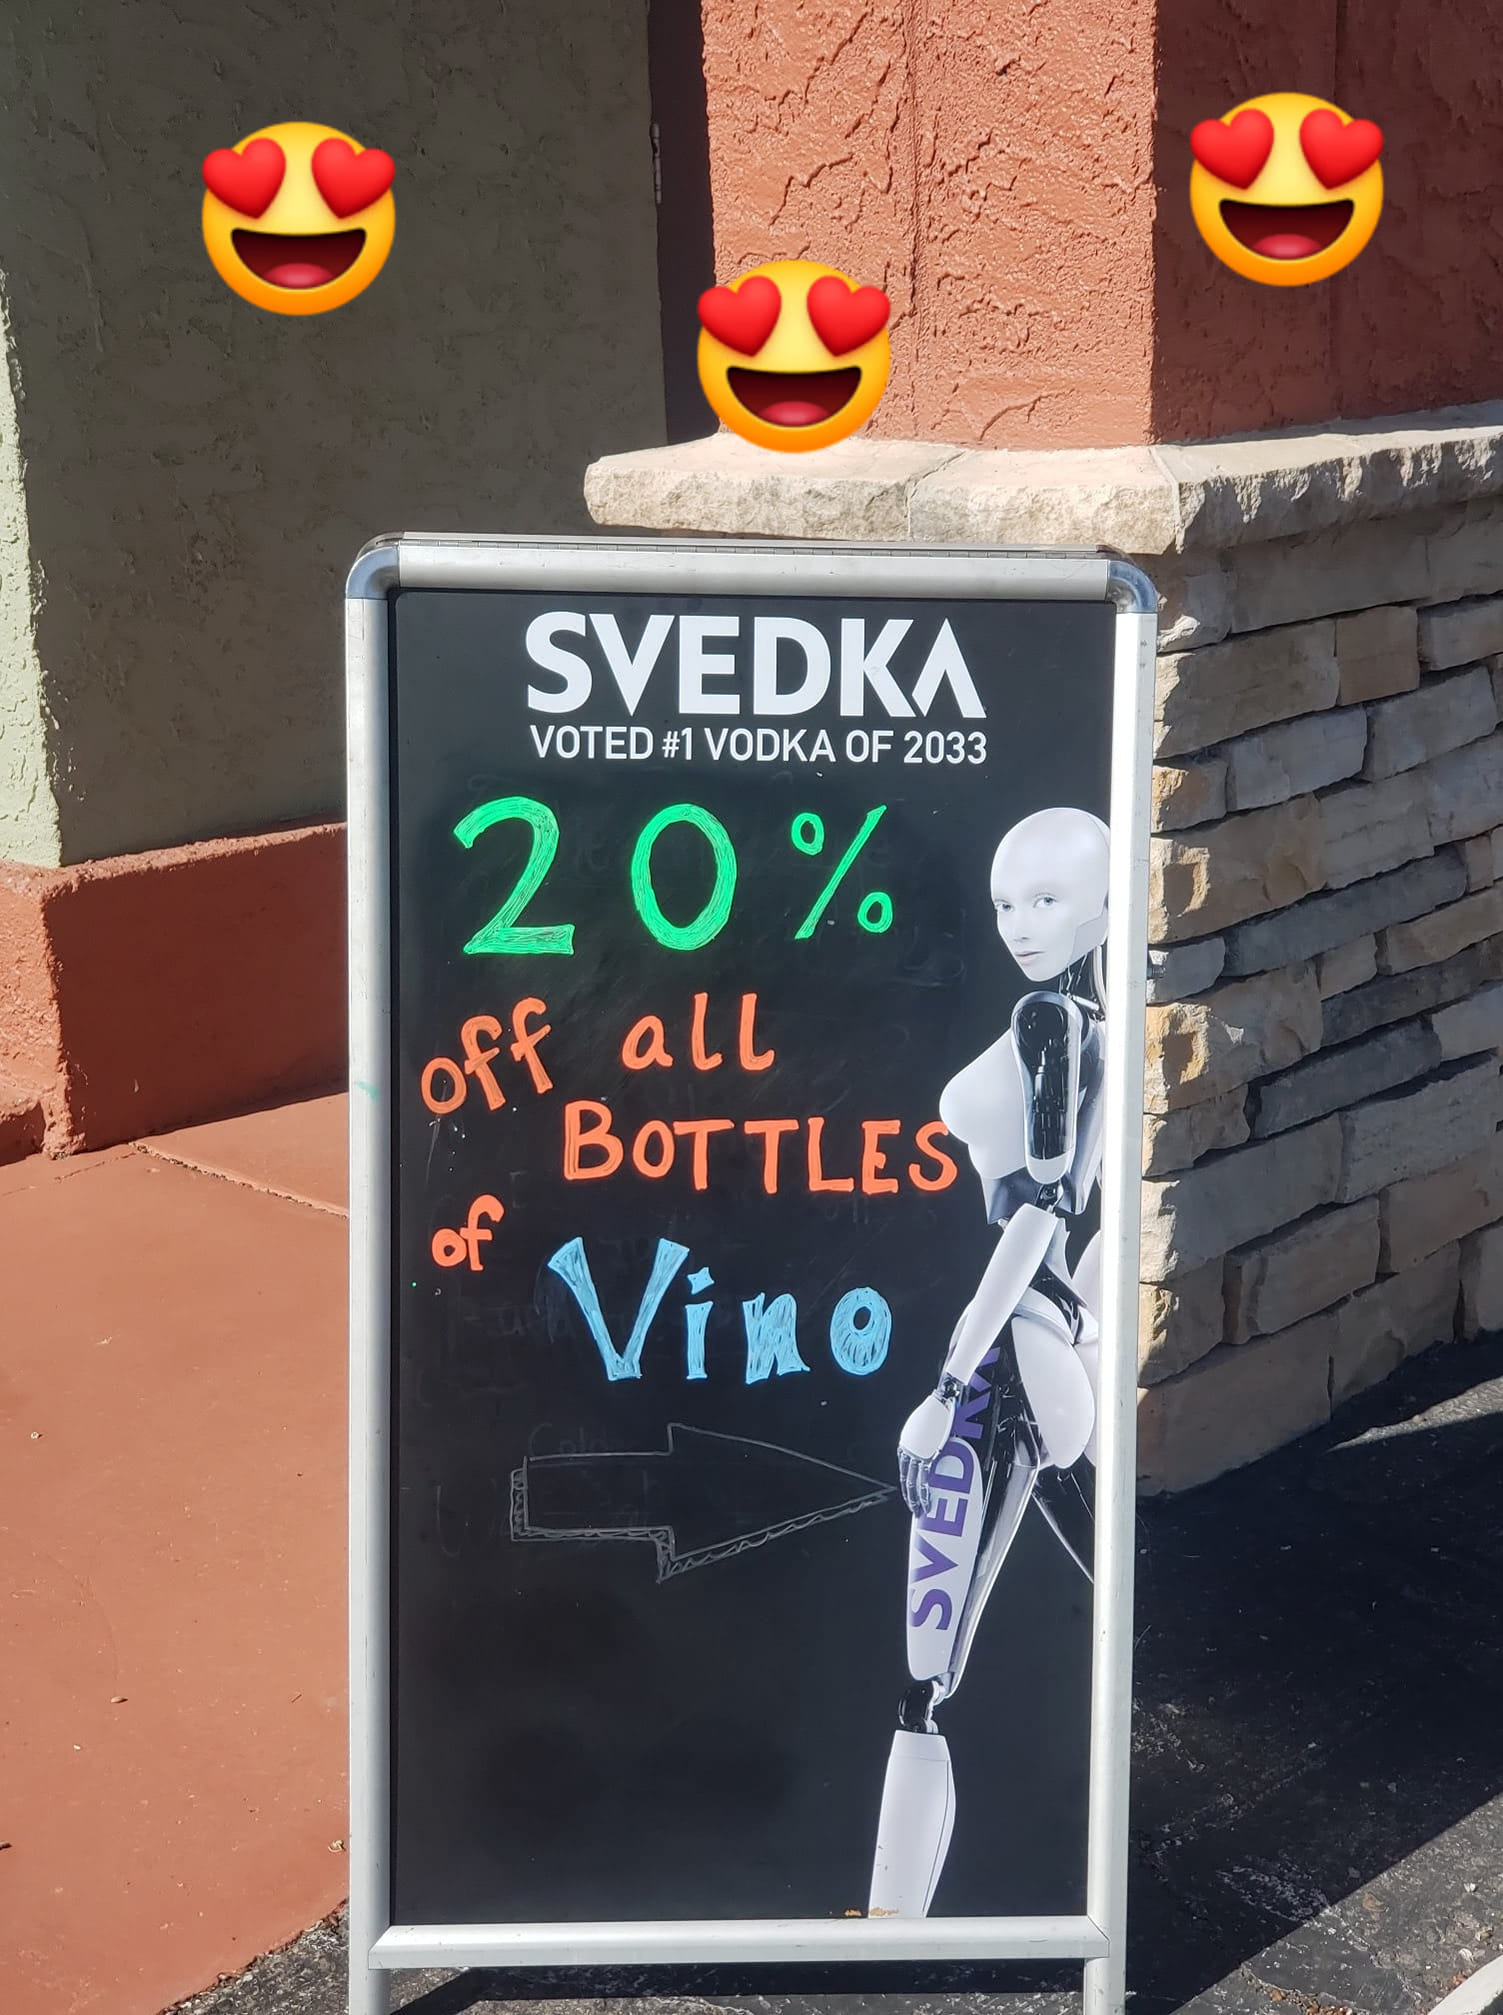 SVEDKA
VOTED #1 VODKA OF 2033
20%
off all
BOTTLES
of
Vino
SVEDKA